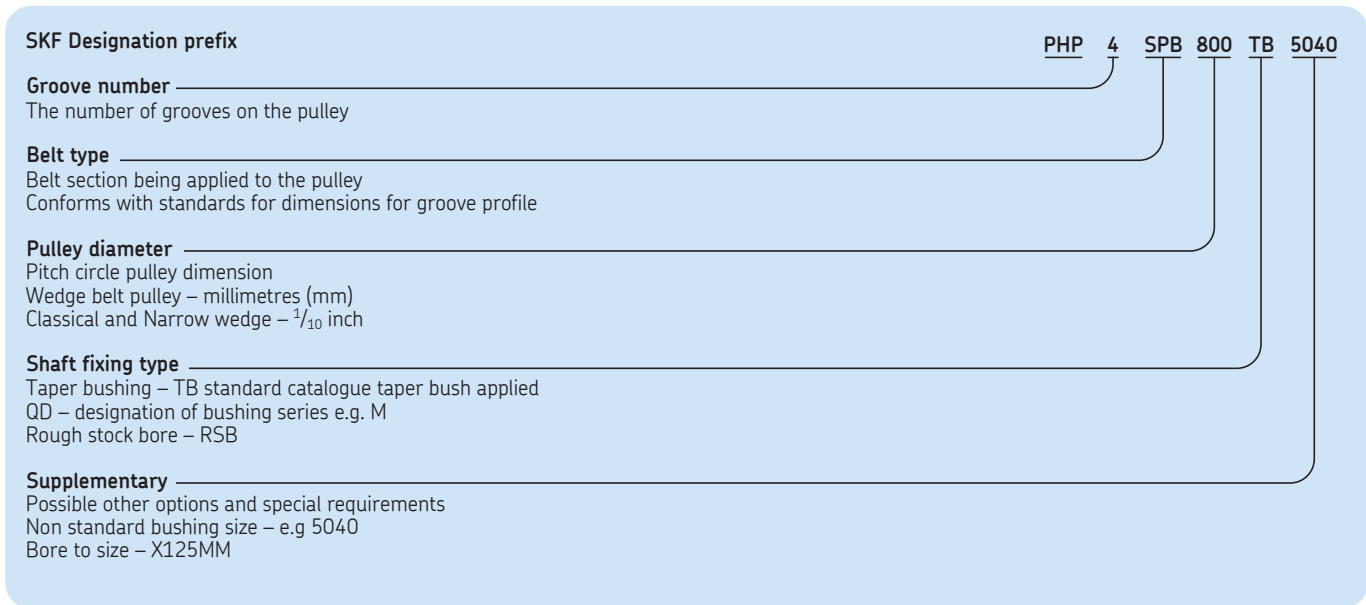 SKF Designation prefix PHP 4 SPB 800 TB 5040
Groove number
The number of grooves on the pulley
Belt type
Belt section being applied to the pulley
Conforms with standards for dimensions for groove profile
Pulley diameter
Pitch circle pulley dimension
Wedge belt pulley – millimetres (mm)
Classical and Narrow wedge – 1/10 inch
Shaft fixing type
Taper bushing – TB standard catalogue taper bush applied
QD – designation of bushing series e.g. M
Rough stock bore – RSB
Supplementary
Possible other options and special requirements
Non standard bushing size – e.g 5040
Bore to size – X125MM